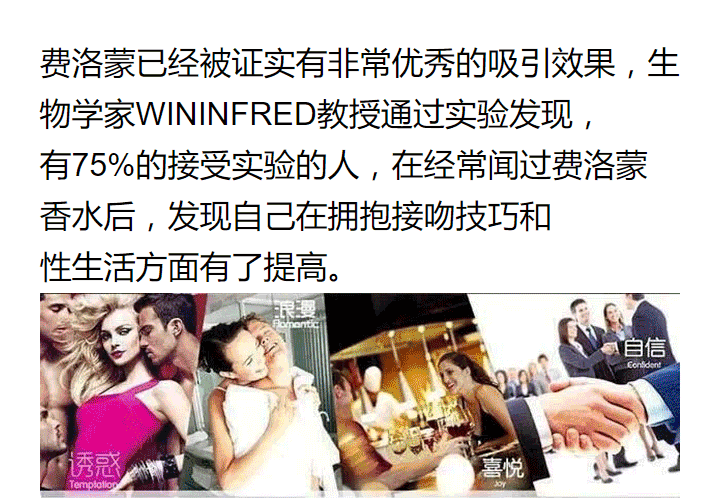 费洛蒙已经被证实有非常优秀的吸引效果，生
物学家WININFRED教授通过实验发现，
有75%的接受实验的人，在经常闻过费洛蒙
香水后，发现自己在拥抱接吻技巧和
性生活方面有了提高。
浪漫
Romantic
自信
Confident
诱惑
Temptation
喜悦
Joy